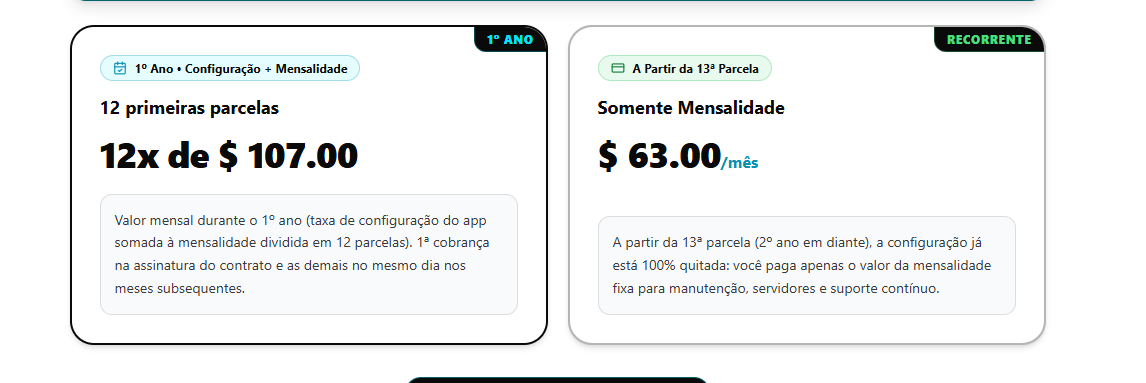 1º ANO
1º Ano • Configuração + Mensalidade
12 primeiras parcelas
12x de $ 107.00
Valor mensal durante o 1º ano (taxa de configuração do app
somada à mensalidade dividida em 12 parcelas). 1ª cobrança
na assinatura do contrato e as demais no mesmo dia nos
meses subsequentes.
RECORRENTE
A Partir da 13ª Parcela
Somente Mensalidade
$ 63.00/mês
A partir da 13ª parcela (2º ano em diante), a configuração já
está 100% quitada: você paga apenas o valor da mensalidade
fixa para manutenção, servidores e suporte contínuo.